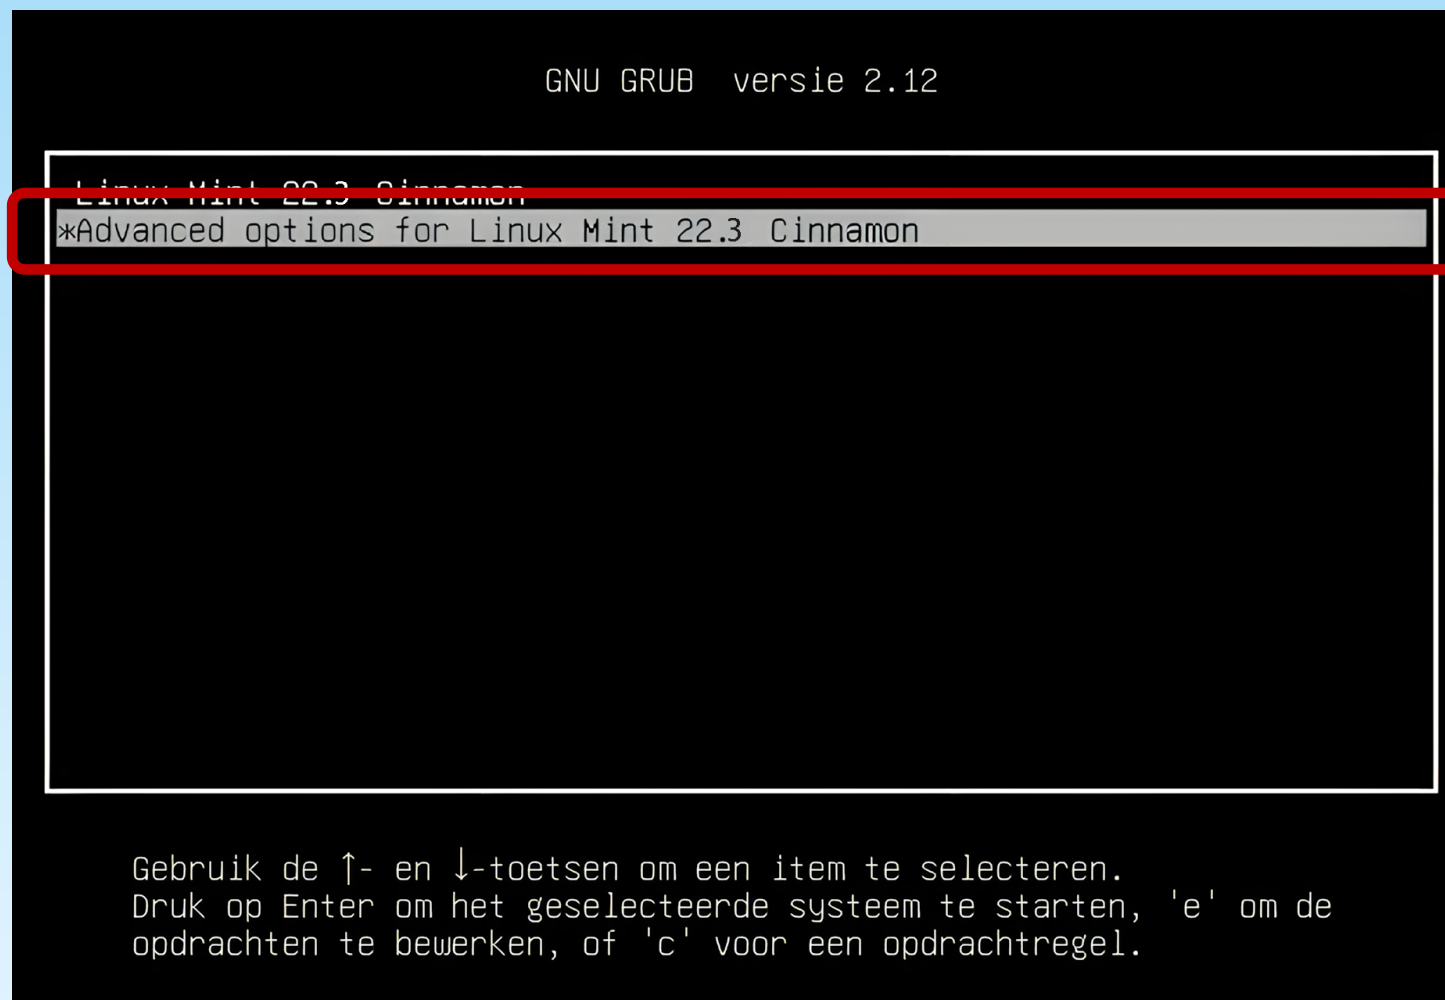 GNU GRUB versie 2.12
Linux Mint 22.3 Cinnamon
*Advanced options for Linux Mint 22.3 Cinnamon
Gebruik de ↑- en ↓-toetsen om een item te selecteren.
Druk op Enter om het geselecteerde systeem te starten, 'e' om de
opdrachten te bewerken, of 'c' voor een opdrachtregel.